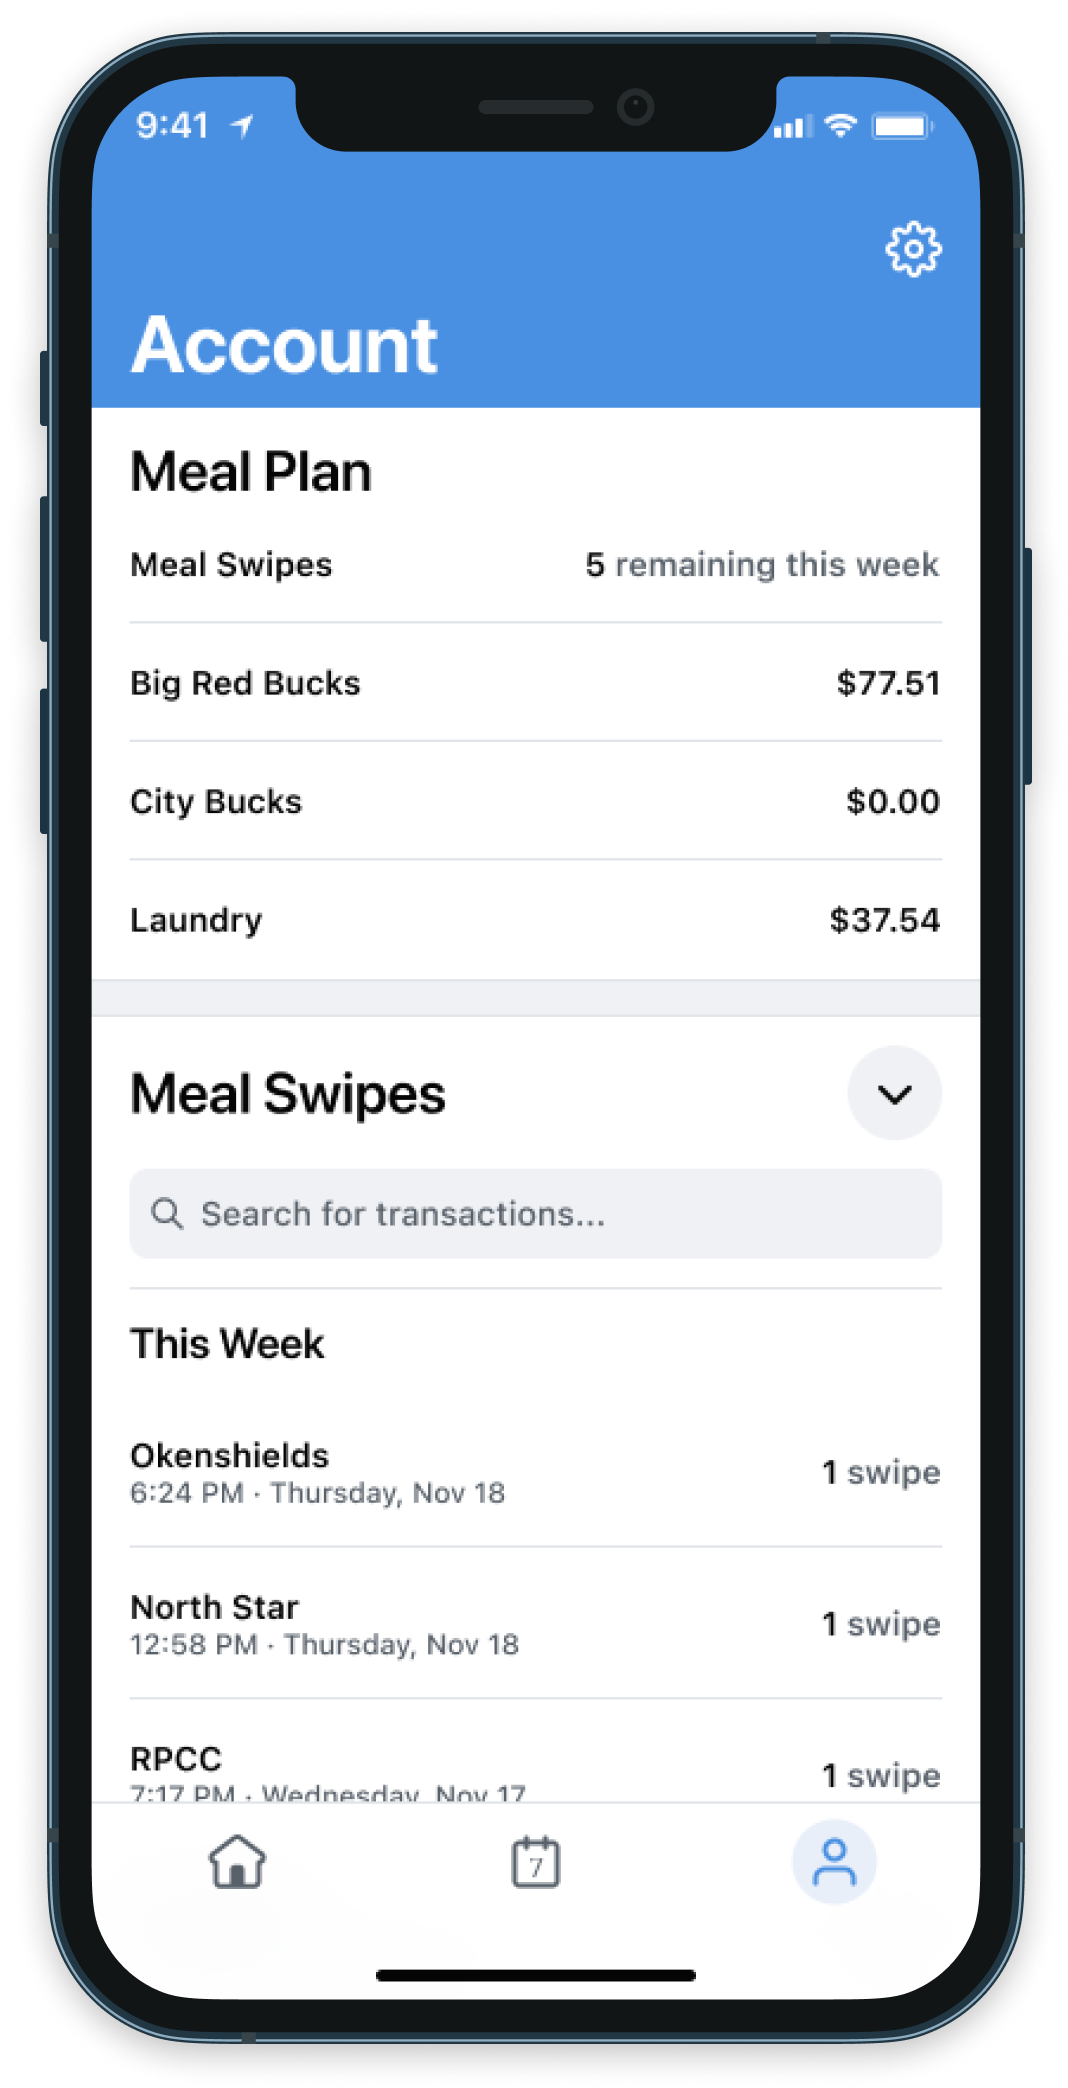 9:41
Account
Meal Plan
Meal Swipes 5 remaining this week
Big Red Bucks $77.51
City Bucks $0.00
Laundry $37.54
Meal Swipes
Search for transactions...
This Week
Okenshields
6:24 PM · Thursday, Nov 18
1 swipe
North Star
12:58 PM · Thursday, Nov 18
1 swipe
RPCC
7:17 PM · Wednesday, Nov 17
1 swipe
7